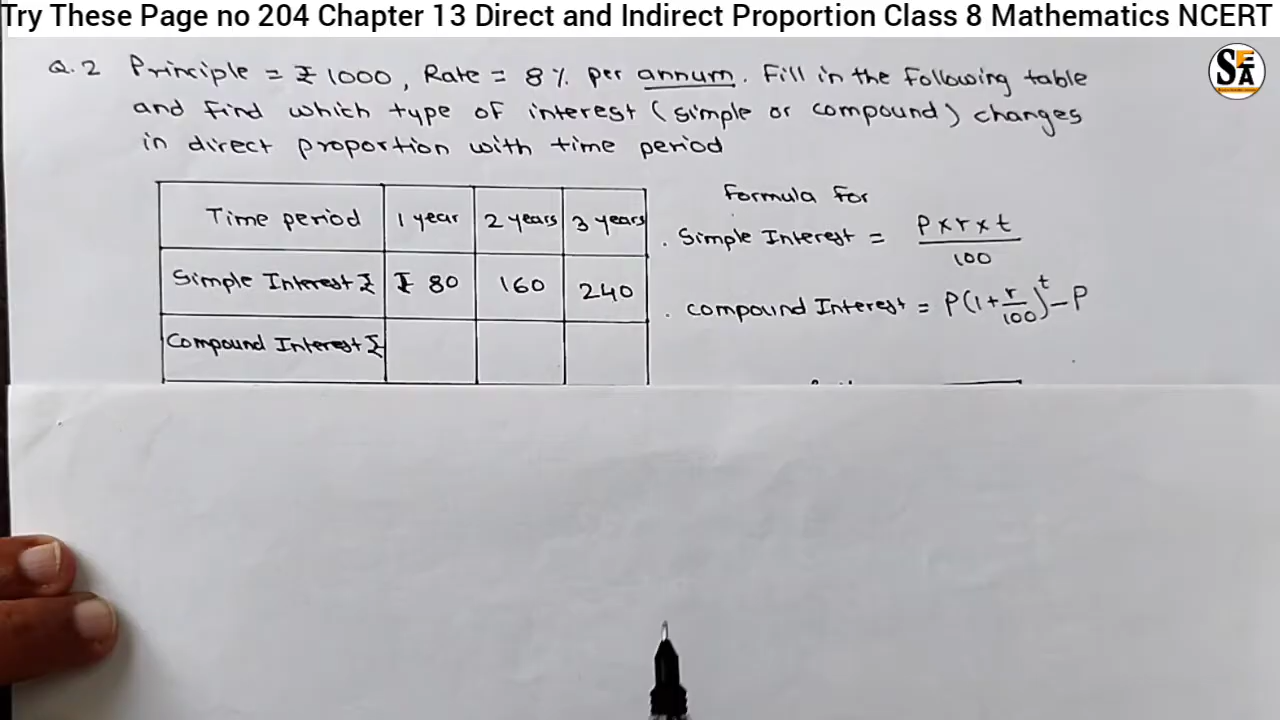 Try These Page no 204 Chapter 13 Direct and Indirect Proportion Class 8 Mathematics NCERT
SFA
Q.2 Principle = ₹ 1000, Rate = 8% per annum. Fill in the following table
and find which type of interest (simple or compound) changes
in direct proportion with time period
Time period 1 year 2 years 3 years
Simple Interest ₹ ₹ 80 160 240
Compound Interest ₹
Formula for
. Simple Interest = P×r×t/100
. compound Interest = P(1+r/100)^t-P